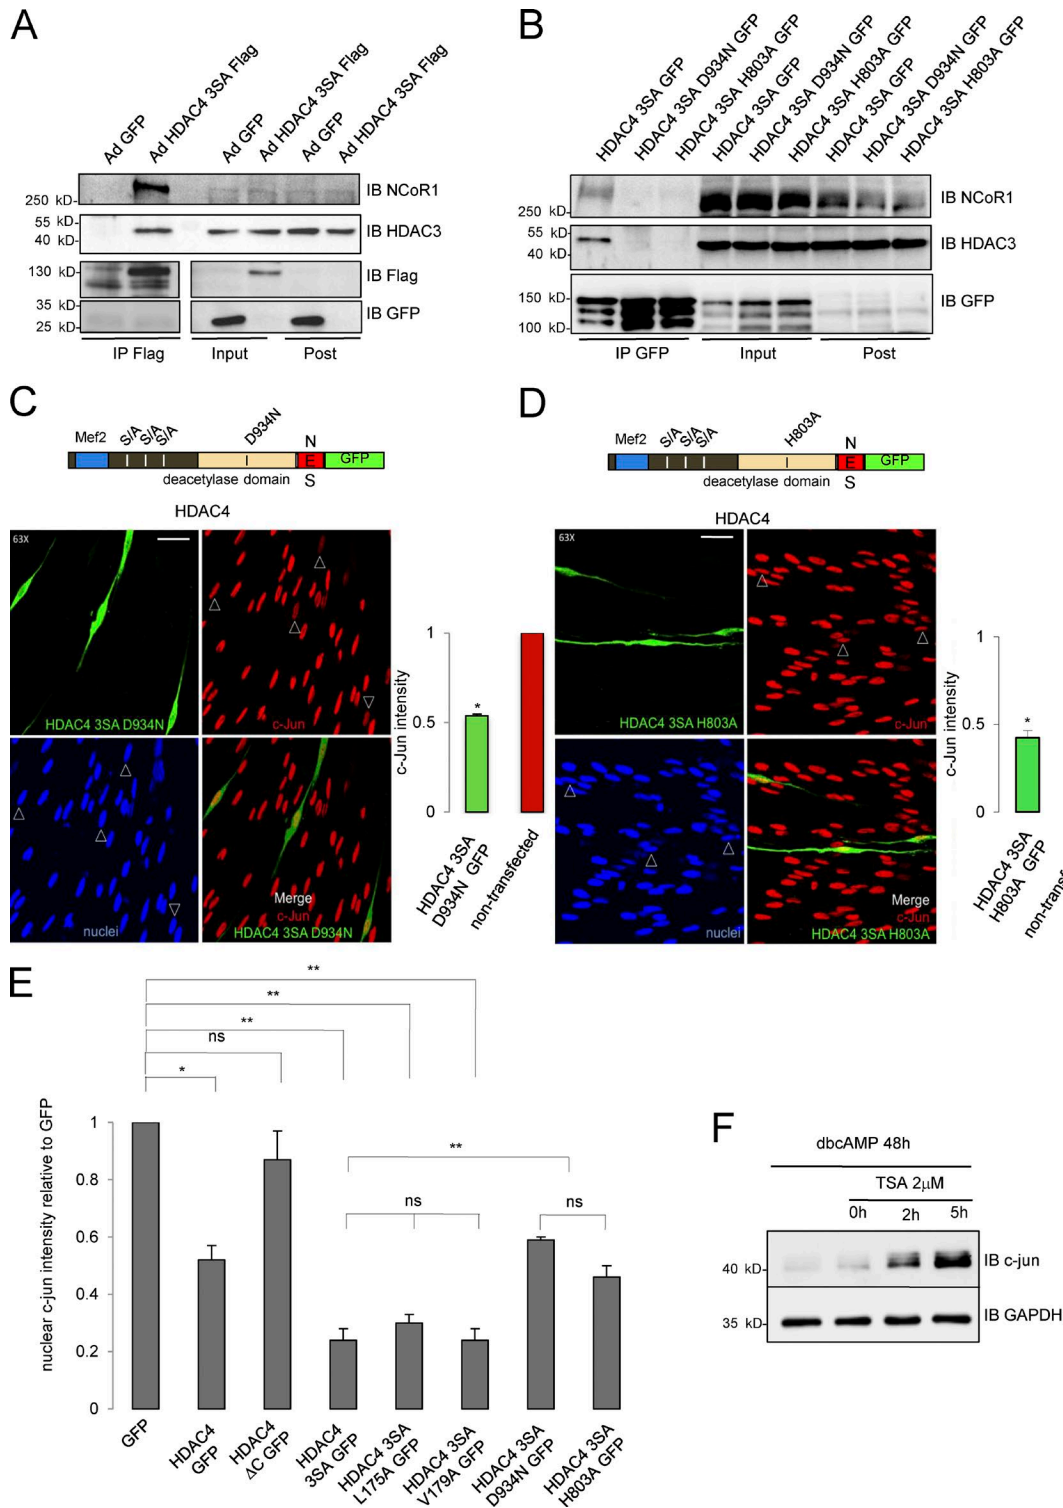 A
Ad GFP
Ad HDAC4 3SA Flag
Ad GFP
Ad HDAC4 3SA Flag
Ad GFP
Ad HDAC4 3SA Flag
250 kD-
IB NCoR1
55 kD-
40 kD-
IB HDAC3
130 kD-
IB Flag
35 kD-
25 kD-
IB GFP
IP Flag
Input
Post
B
HDAC4 3SA GFP
HDAC4 3SA D934N GFP
HDAC4 3SA H803A GFP
HDAC4 3SA GFP
HDAC4 3SA D934N GFP
HDAC4 3SA H803A GFP
HDAC4 3SA GFP
HDAC4 3SA D934N GFP
HDAC4 3SA H803A GFP
250 kD-
IB NCoR1
55 kD-
40 kD-
IB HDAC3
150 kD-
100 kD-
IB GFP
IP GFP
Input
Post
C
Mef2
S/A
S/A
S/A
D934N
N
E
S
GFP
deacetylase domain
HDAC4
63X
HDAC4 3SA D934N
c-Jun
nuclei
Merge
c-Jun
HDAC4 3SA D934N
c-Jun intensity
1
0.5
0
*
HDAC4 3SA
D934N GFP
non-transfected
D
Mef2
S/A
S/A
S/A
H803A
N
E
S
GFP
deacetylase domain
HDAC4
63X
HDAC4 3SA H803A
c-Jun
nuclei
Merge
c-Jun
HDAC4 3SA H803A
c-Jun intensity
1
0.5
0
*
HDAC4 3SA
H803A GFP
non-transf
E
**
**
**
ns
*
**
ns
ns
nuclear c-jun intensity relative to GFP
1
0.8
0.6
0.4
0.2
0
GFP
HDAC4
GFP
HDAC4
ΔC GFP
HDAC4
3SA GFP
HDAC4 3SA
L175A GFP
HDAC4 3SA
V179A GFP
HDAC4 3SA
D934N GFP
HDAC4 3SA
H803A GFP
F
dbcAMP 48h
TSA 2µM
0h
2h
5h
40 kD-
IB c-jun
35 kD-
IB GAPDH